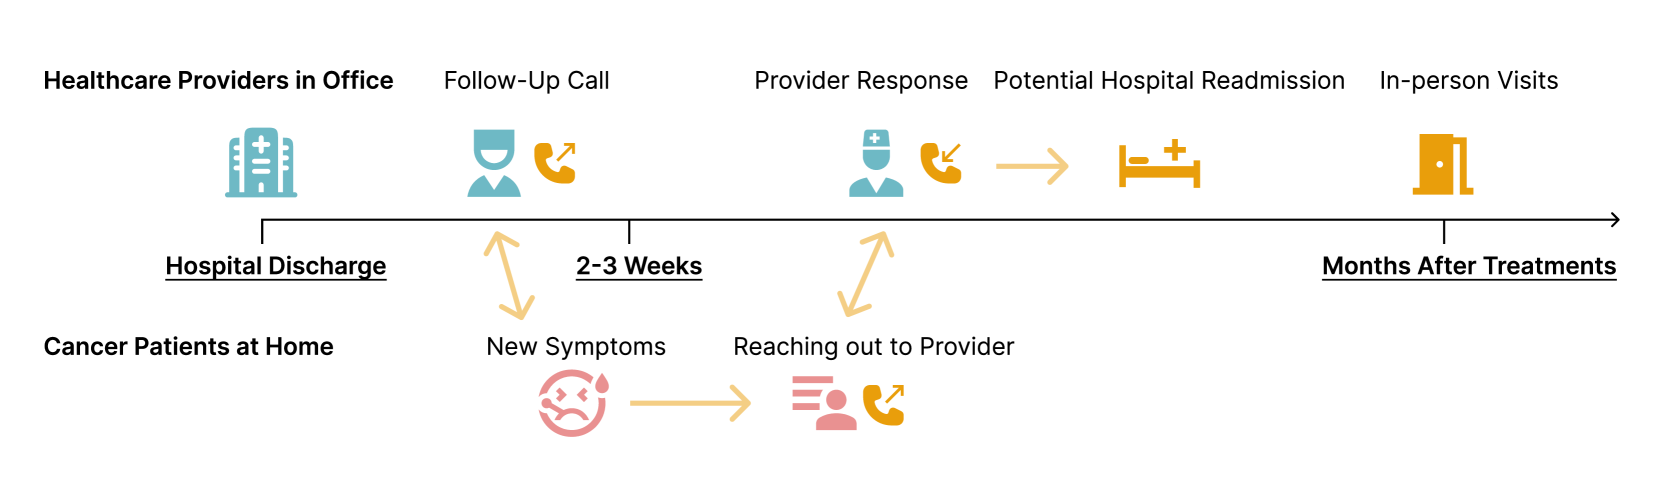 Healthcare Providers in Office
Follow-Up Call
Provider Response
Potential Hospital Readmission
In-person Visits
Hospital Discharge
2-3 Weeks
Months After Treatments
Cancer Patients at Home
New Symptoms
Reaching out to Provider